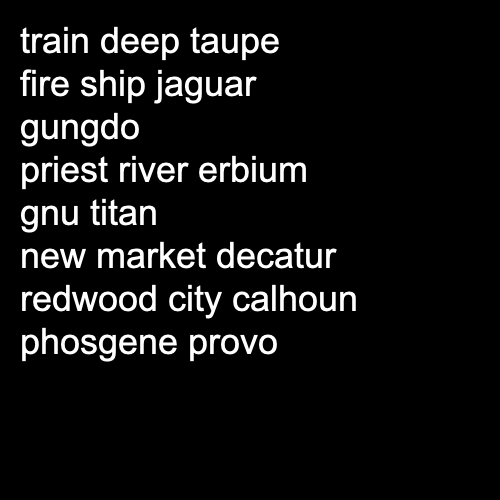 train deep taupe
fire ship jaguar
gungdo
priest river erbium
gnu titan
new market decatur
redwood city calhoun
phosgene provo